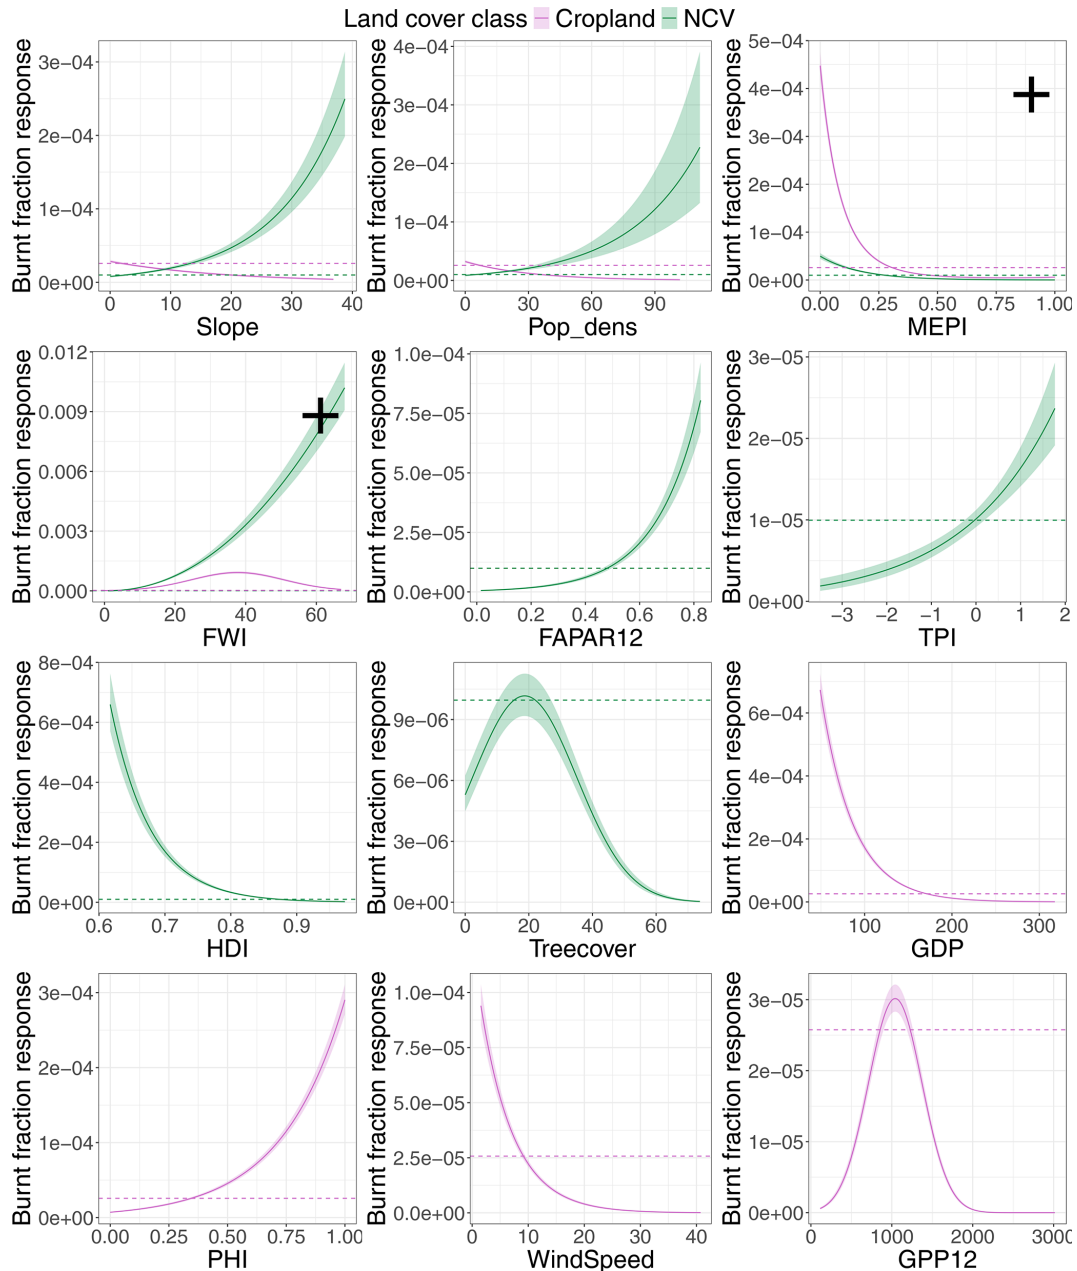 Land cover class Cropland NCV
Burnt fraction response
3e−04
2e−04
1e−04
0e+00
0 10 20 30 40
Slope
Burnt fraction response
4e−04
3e−04
2e−04
1e−04
0e+00
0 30 60 90
Pop_dens
Burnt fraction response
5e−04
4e−04
3e−04
2e−04
1e−04
0e+00
0.00 0.25 0.50 0.75 1.00
MEPI
Burnt fraction response
0.012
0.009
0.006
0.003
0.000
0 20 40 60
FWI
Burnt fraction response
1.0e−04
7.5e−05
5.0e−05
2.5e−05
0.0e+00
0.0 0.2 0.4 0.6 0.8
FAPAR12
Burnt fraction response
3e−05
2e−05
1e−05
0e+00
−3 −2 −1 0 1 2
TPI
Burnt fraction response
8e−04
6e−04
4e−04
2e−04
0e+00
0.6 0.7 0.8 0.9
HDI
Burnt fraction response
9e−06
6e−06
3e−06
0e+00
0 20 40 60
Treecover
Burnt fraction response
6e−04
4e−04
2e−04
0e+00
100 200 300
GDP
Burnt fraction response
3e−04
2e−04
1e−04
0e+00
0.00 0.25 0.50 0.75 1.00
PHI
Burnt fraction response
1.0e−04
7.5e−05
5.0e−05
2.5e−05
0.0e+00
0 10 20 30 40
WindSpeed
Burnt fraction response
3e−05
2e−05
1e−05
0e+00
0 1000 2000 3000
GPP12